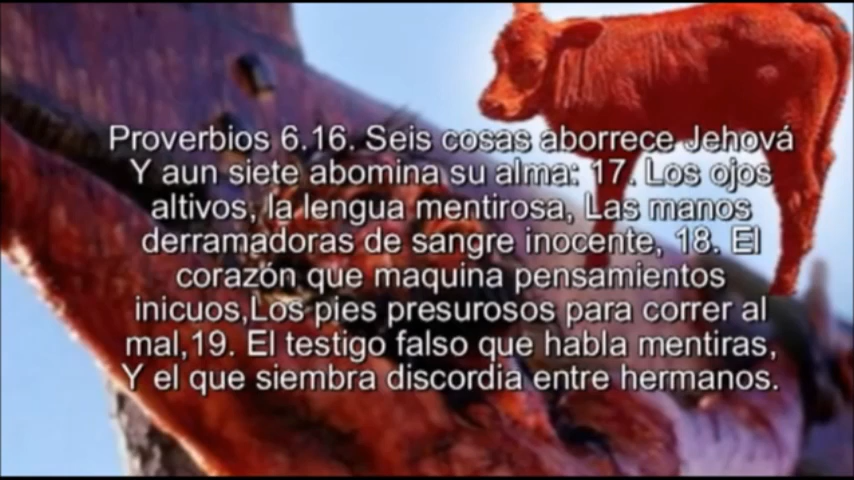 Proverbios 6.16. Seis cosas aborrece Jehová
Y aun siete abomina su alma: 17. Los ojos
altivos, la lengua mentirosa, Las manos
derramadoras de sangre inocente, 18. El
corazón que maquina pensamientos
inicuos,Los pies presurosos para correr al
mal,19. El testigo falso que habla mentiras,
Y el que siembra discordia entre hermanos.